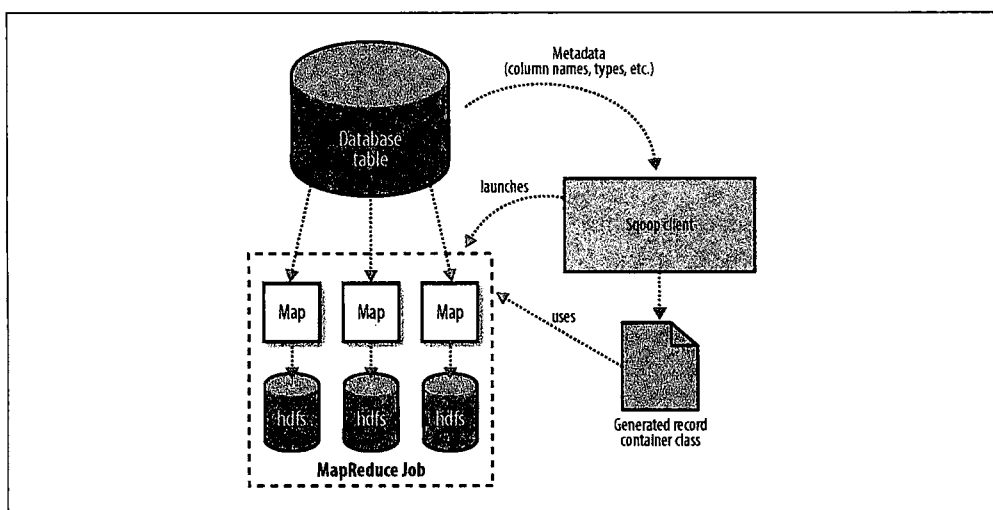 Metadata
(column names, types, etc.)
Database
table
launches
Sqoop client
Map
Map
Map
uses
hdfs
hdfs
hdfs
Generated record
container class
MapReduce Job